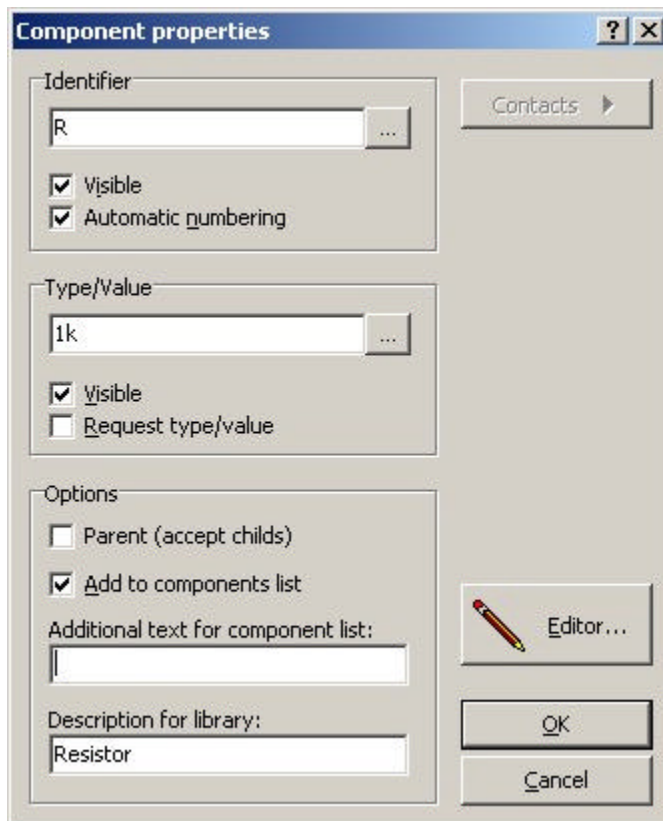 Component properties
Identifier
R
...
Visible
Automatic numbering
Contacts
Type/Value
1k
...
Visible
Request type/value
Options
Parent (accept childs)
Add to components list
Additional text for component list:
Description for library:
Resistor
Editor...
OK
Cancel